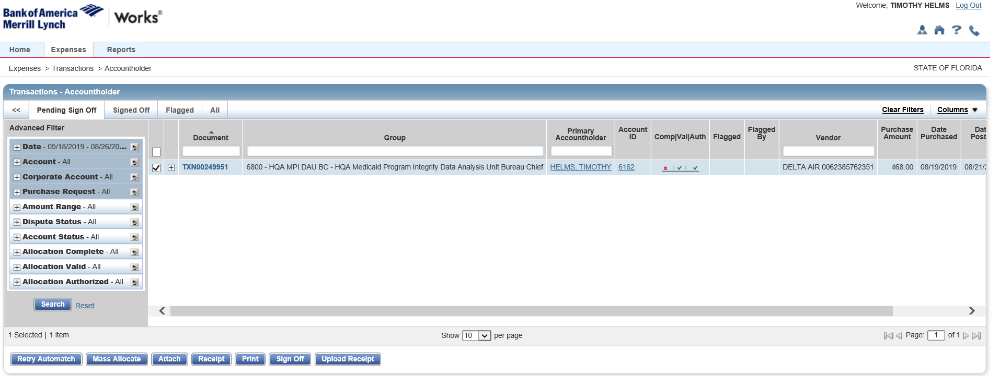 Bank of America
Merrill Lynch
Works®
Welcome, TIMOTHY HELMS - Log Out
Home Expenses Reports
Expenses > Transactions > Accountholder
STATE OF FLORIDA
Transactions - Accountholder
<< Pending Sign Off Signed Off Flagged All
Clear Filters Columns
Advanced Filter
Date - 05/18/2019 - 08/26/20...
Account - All
Corporate Account - All
Purchase Request - All
Amount Range - All
Dispute Status - All
Account Status - All
Allocation Complete - All
Allocation Valid - All
Allocation Authorized - All
Search Reset
Document Group Primary Accountholder Account ID Comp|Val|Auth Flagged Flagged By Vendor Purchase Amount Date Purchased Dat Post
TXN00249951 6800 - HQA MPI DAU BC - HQA Medicaid Program Integrity Data Analysis Unit Bureau Chief HELMS, TIMOTHY 6162 DELTA AIR 0062385762351 468.00 08/19/2019 08/21/2
1 Selected | 1 item
Show 10 per page
Page: 1 of 1
Retry Automatch Mass Allocate Attach Receipt Print Sign Off Upload Receipt